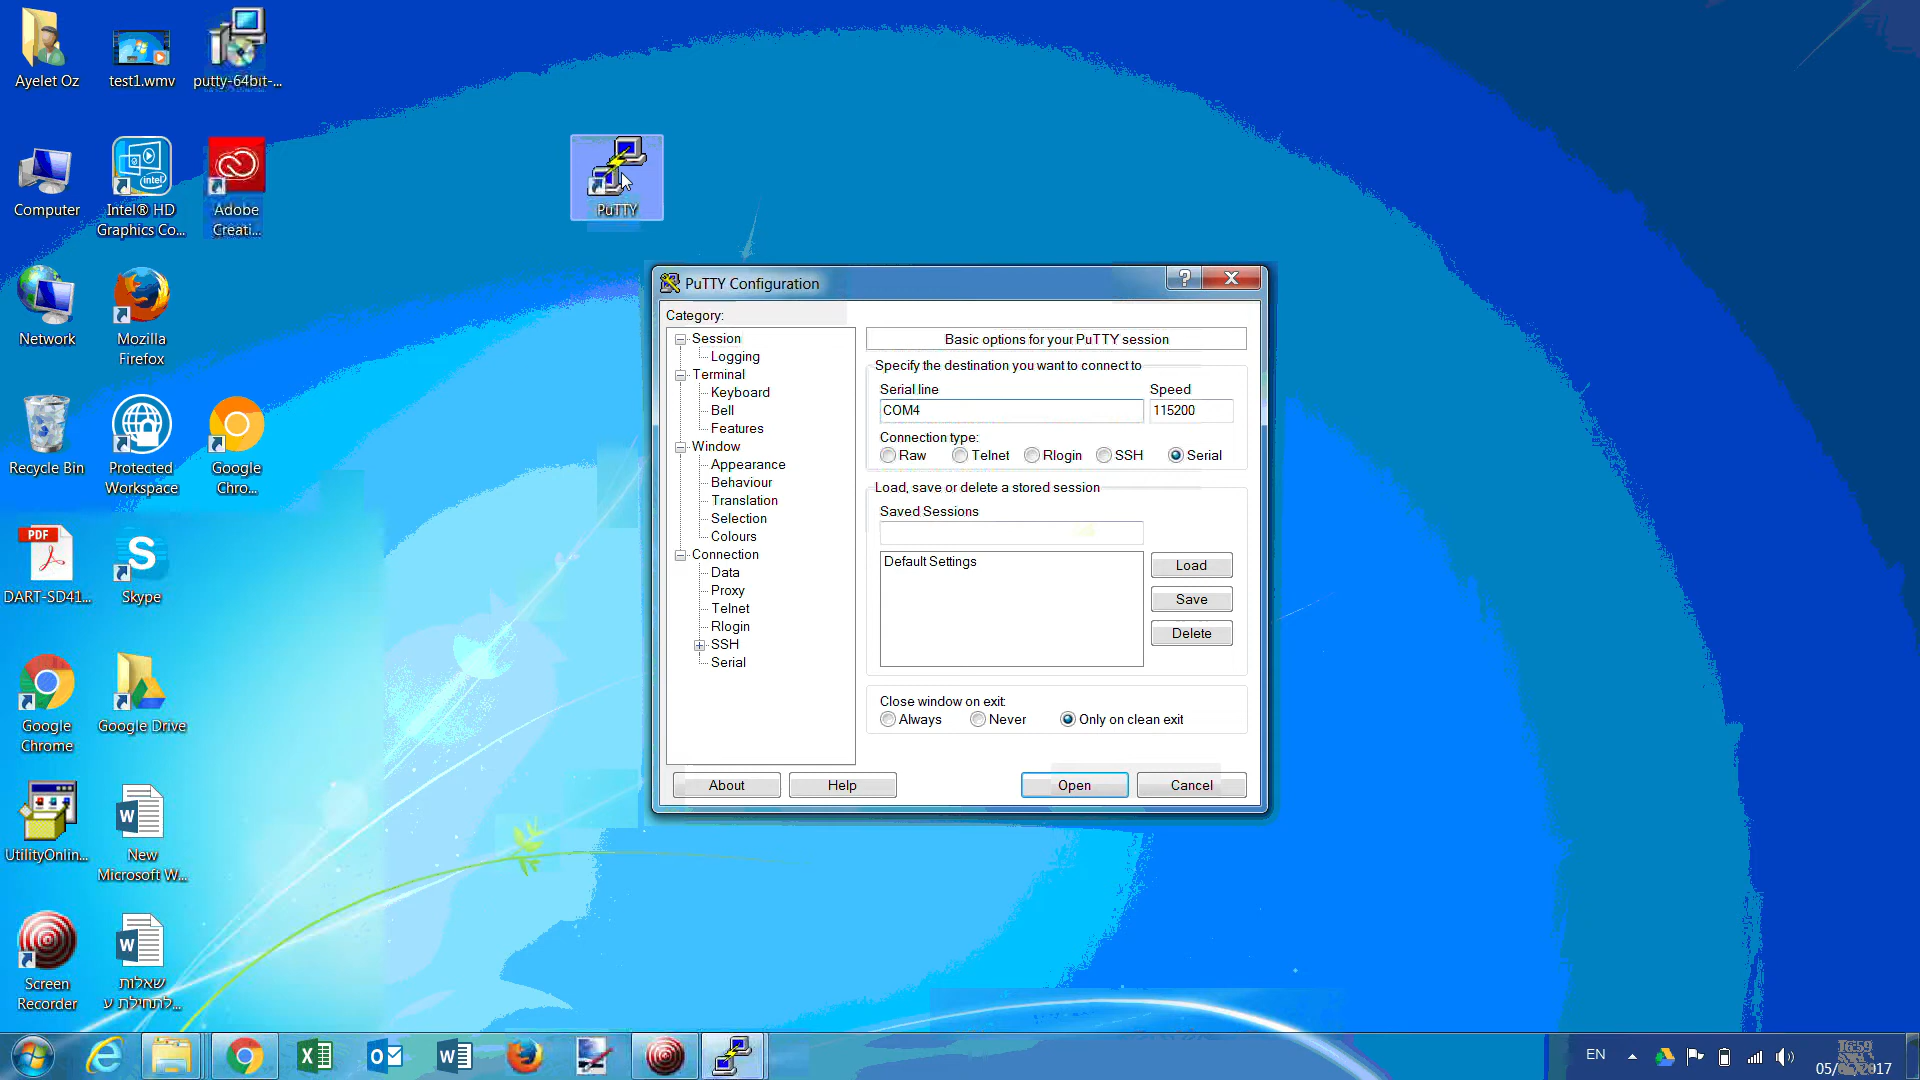 Ayelet Oz
test1.wmv
putty-64bit-...
Computer
Intel® HD
Graphics Co...
Adobe
Creati...
PuTTY
Network
Mozilla
Firefox
Recycle Bin
Protected
Workspace
Google
Chro...
PDF
DART-SD41...
Skype
Google
Chrome
Google Drive
UtilityOnlin...
New
Microsoft W...
Screen
Recorder
שאלות
לתחילת ע...
PuTTY Configuration
Category:
Session
Logging
Terminal
Keyboard
Bell
Features
Window
Appearance
Behaviour
Translation
Selection
Colours
Connection
Data
Proxy
Telnet
Rlogin
SSH
Serial
Basic options for your PuTTY session
Specify the destination you want to connect to
Serial line
Speed
COM4
115200
Connection type:
Raw
Telnet
Rlogin
SSH
Serial
Load, save or delete a stored session
Saved Sessions
Default Settings
Load
Save
Delete
Close window on exit:
Always
Never
Only on clean exit
About
Help
Open
Cancel
EN